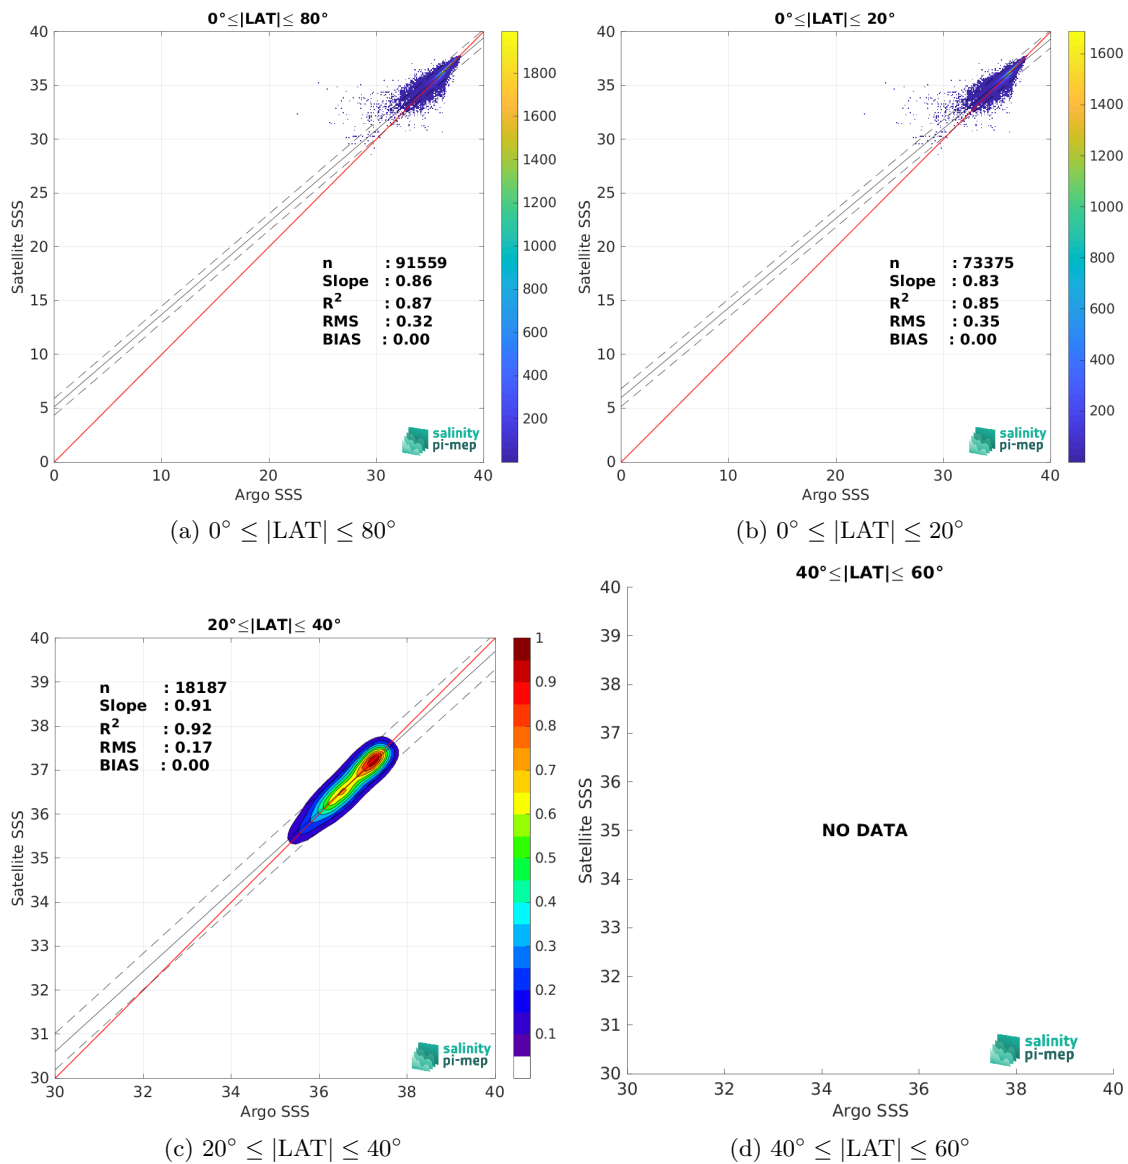 0°≤|LAT|≤ 80°
40
35
30
25
20
15
10
5
0
Satellite SSS
n : 91559
Slope : 0.86
R2 : 0.87
RMS : 0.32
BIAS : 0.00
salinity
pi-mep
0 10 20 30 40
Argo SSS
1800
1600
1400
1200
1000
800
600
400
200
(a) 0° ≤ |LAT| ≤ 80°
0°≤|LAT|≤ 20°
40
35
30
25
20
15
10
5
0
Satellite SSS
n : 73375
Slope : 0.83
R2 : 0.85
RMS : 0.35
BIAS : 0.00
salinity
pi-mep
0 10 20 30 40
Argo SSS
1600
1400
1200
1000
800
600
400
200
(b) 0° ≤ |LAT| ≤ 20°
20°≤|LAT|≤ 40°
40
39
38
37
36
35
34
33
32
31
30
Satellite SSS
n : 18187
Slope : 0.91
R2 : 0.92
RMS : 0.17
BIAS : 0.00
salinity
pi-mep
30 32 34 36 38 40
Argo SSS
1
0.9
0.8
0.7
0.6
0.5
0.4
0.3
0.2
0.1
(c) 20° ≤ |LAT| ≤ 40°
40°≤|LAT|≤ 60°
40
39
38
37
36
35
34
33
32
31
30
Satellite SSS
NO DATA
salinity
pi-mep
30 32 34 36 38 40
Argo SSS
(d) 40° ≤ |LAT| ≤ 60°